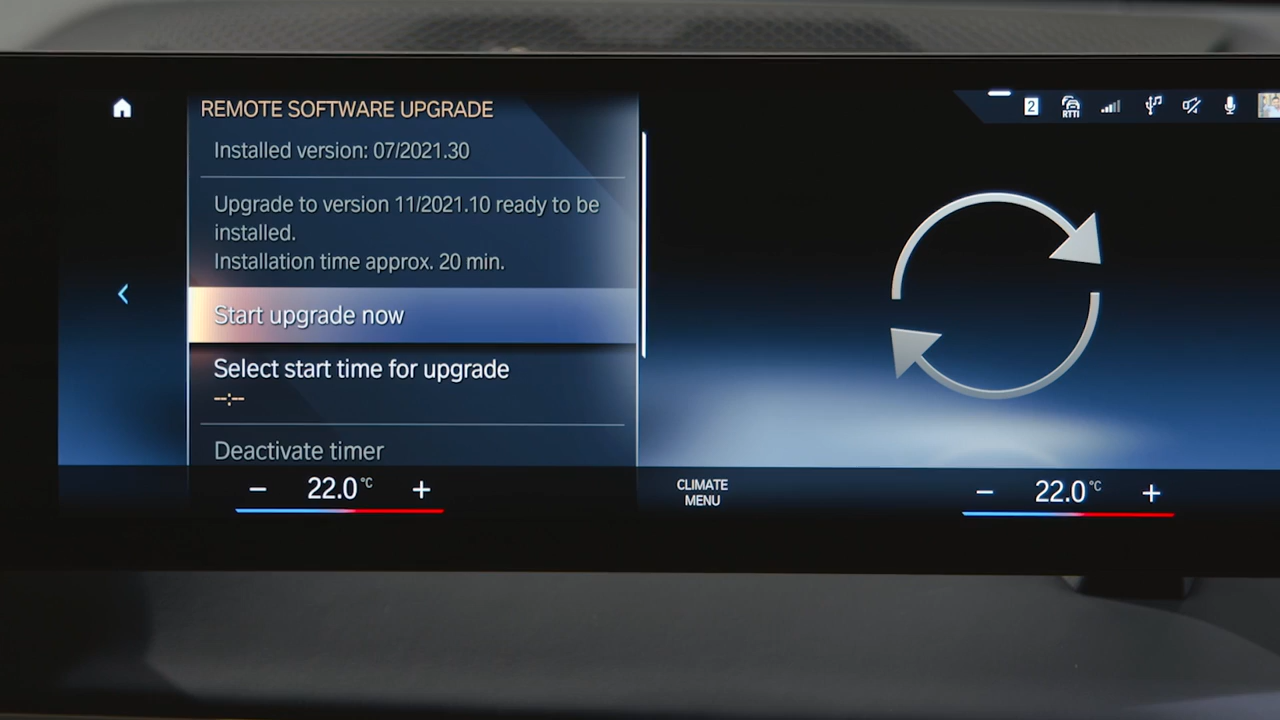 REMOTE SOFTWARE UPGRADE
Installed version: 07/2021.30
Upgrade to version 11/2021.10 ready to be
installed.
Installation time approx. 20 min.
Start upgrade now
Select start time for upgrade
--:--
Deactivate timer
2
RTTI
− 22.0 °C +
CLIMATE
MENU
− 22.0 °C +